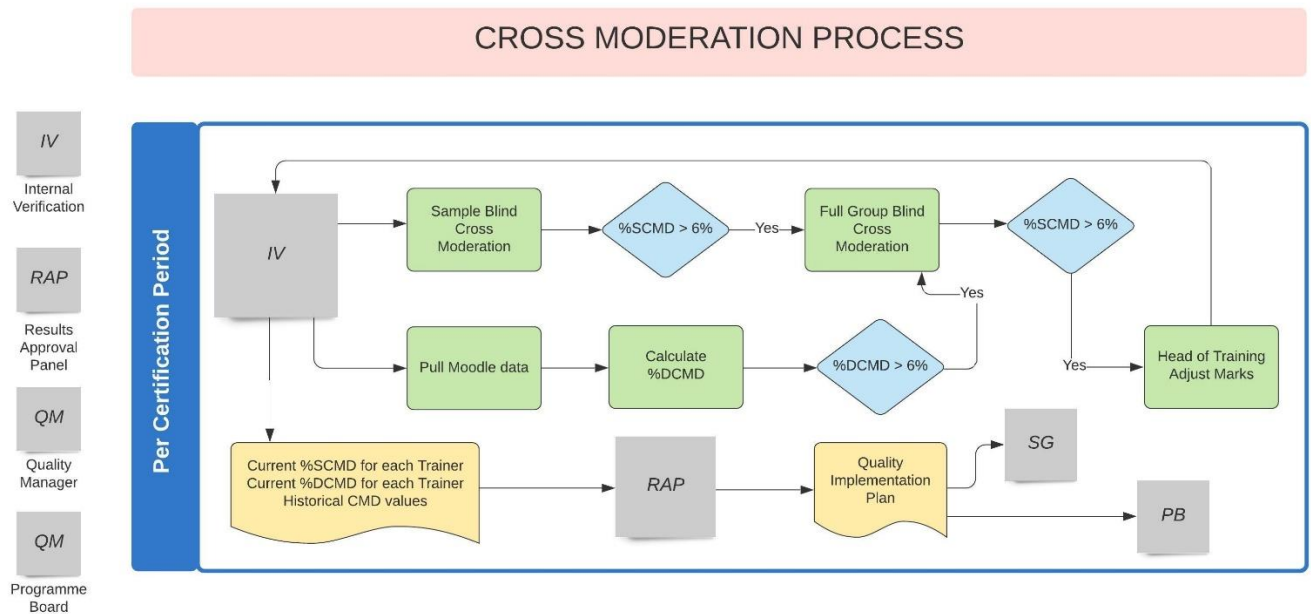 CROSS MODERATION PROCESS
IV
Internal
Verification
RAP
Results
Approval
Panel
QM
Quality
Manager
QM
Programme
Board
Per Certification Period
IV
Sample Blind
Cross
Moderation
%SCMD > 6%
Yes
Full Group Blind
Cross
Moderation
%SCMD > 6%
Yes
Pull Moodle data
Calculate
%DCMD
%DCMD > 6%
Yes
Head of Training
Adjust Marks
Current %SCMD for each Trainer
Current %DCMD for each Trainer
Historical CMD values
RAP
Quality
Implementation
Plan
SG
PB